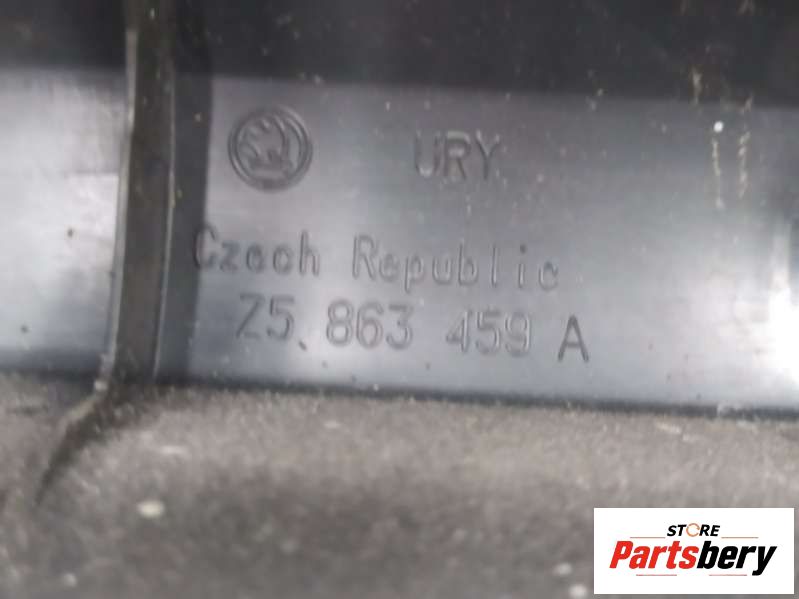 URY
Czech Republic
Z5. 863 459 A
STORE
Partsbery